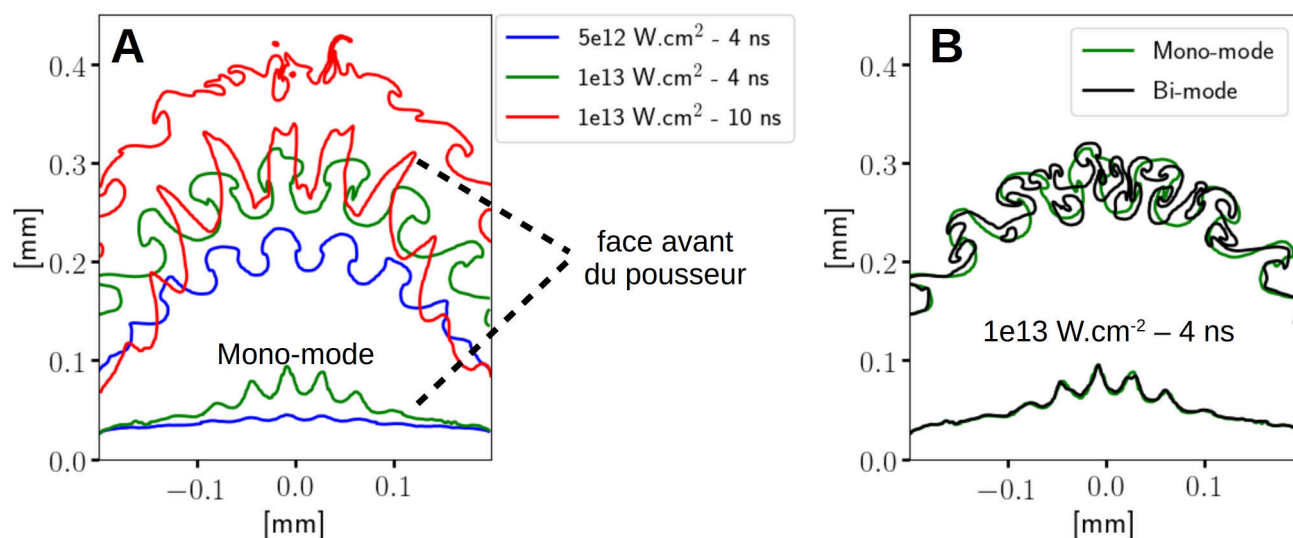 A
5e12 W.cm² - 4 ns
1e13 W.cm² - 4 ns
1e13 W.cm² - 10 ns
0.4
0.3
0.2
0.1
0.0
[mm]
Mono-mode
face avant
du pousseur
−0.1
0.0
0.1
[mm]
B
Mono-mode
Bi-mode
0.4
0.3
0.2
0.1
0.0
[mm]
1e13 W.cm⁻² – 4 ns
−0.1
0.0
0.1
[mm]